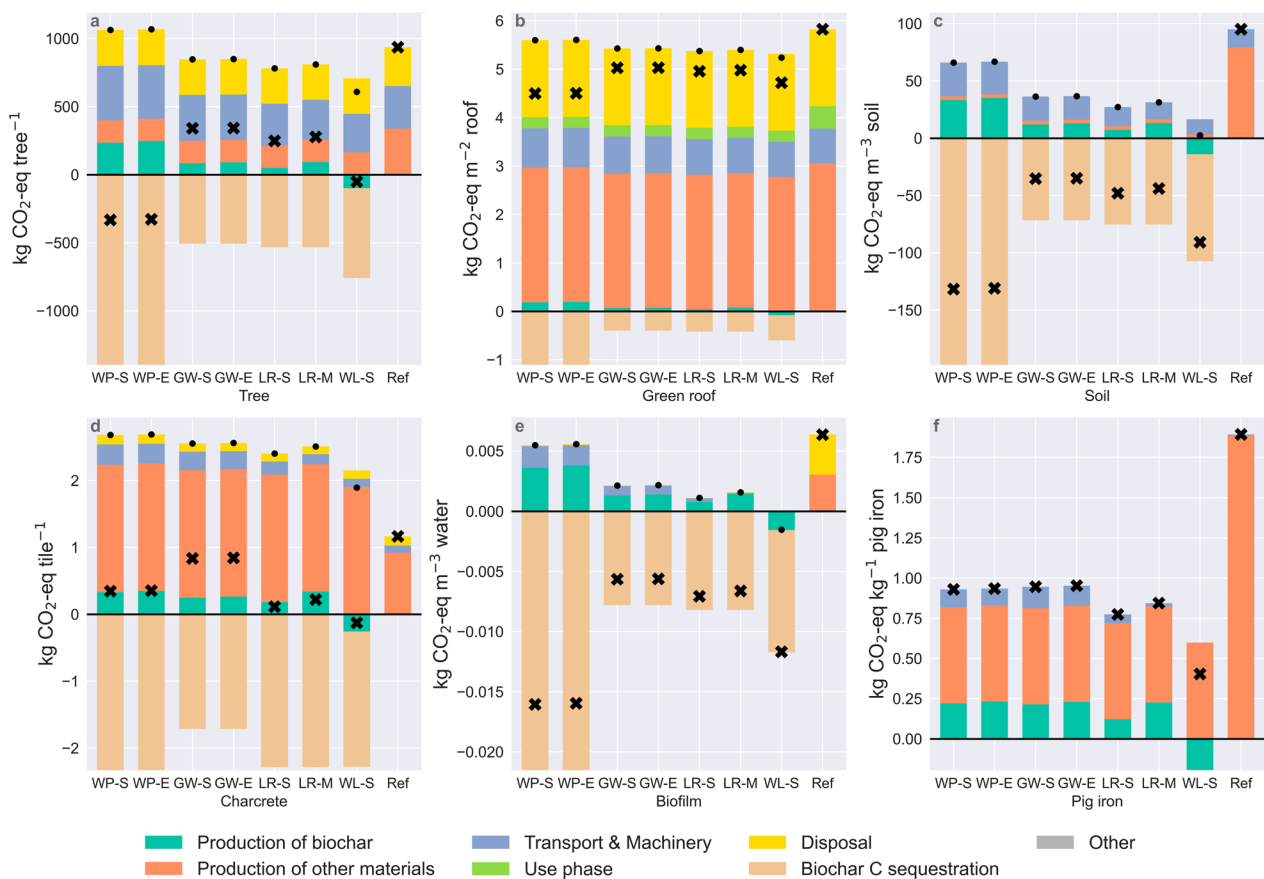 a
kg CO₂-eq tree⁻¹
1000
500
0
−500
−1000
WP-S WP-E GW-S GW-E LR-S LR-M WL-S Ref
Tree
b
kg CO₂-eq m⁻² roof
6
5
4
3
2
1
0
−1
WP-S WP-E GW-S GW-E LR-S LR-M WL-S Ref
Green roof
c
kg CO₂-eq m⁻³ soil
100
50
0
−50
−100
−150
WP-S WP-E GW-S GW-E LR-S LR-M WL-S Ref
Soil
d
kg CO₂-eq tile⁻¹
2
1
0
−1
−2
WP-S WP-E GW-S GW-E LR-S LR-M WL-S Ref
Charcrete
e
kg CO₂-eq m⁻³ water
0.005
0.000
−0.005
−0.010
−0.015
−0.020
WP-S WP-E GW-S GW-E LR-S LR-M WL-S Ref
Biofilm
f
kg CO₂-eq kg⁻¹ pig iron
1.75
1.50
1.25
1.00
0.75
0.50
0.25
0.00
WP-S WP-E GW-S GW-E LR-S LR-M WL-S Ref
Pig iron
Production of biochar
Production of other materials
Transport & Machinery
Use phase
Disposal
Biochar C sequestration
Other